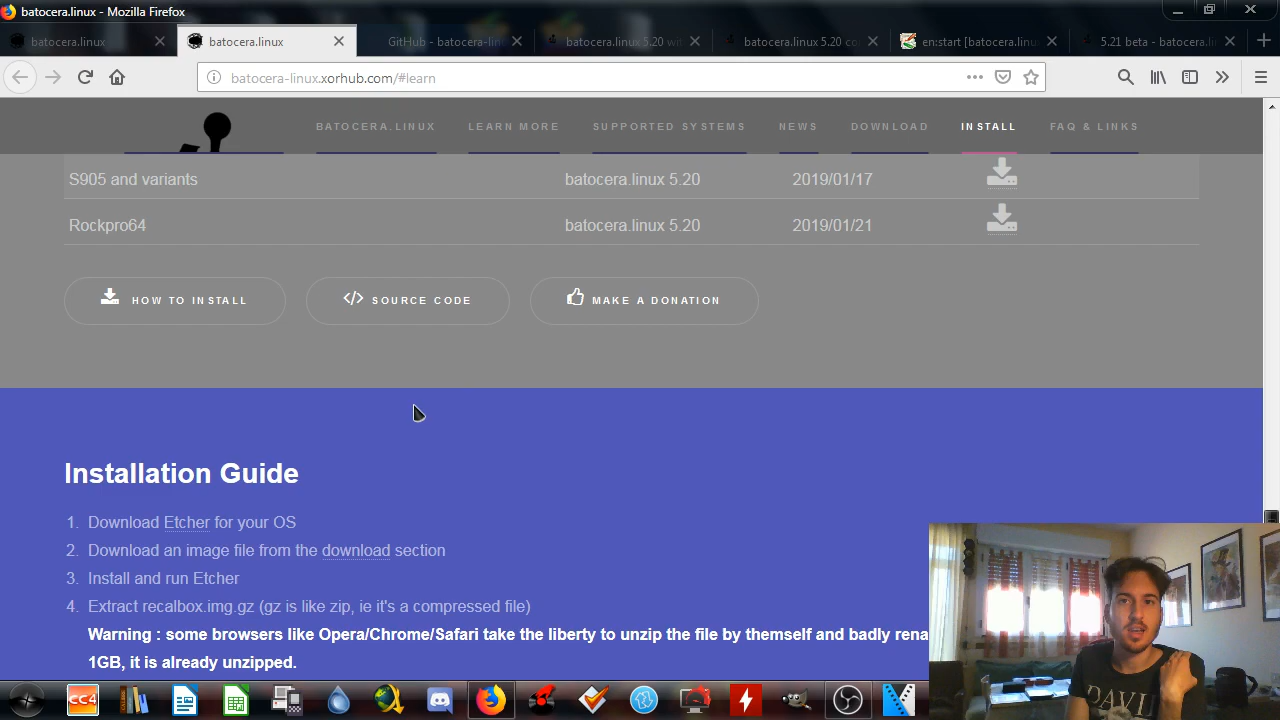 batocera.linux - Mozilla Firefox
batocera.linux
batocera.linux
GitHub - batocera-lin
batocera.linux 5.20 wit
batocera.linux 5.20 co
en:start [batocera.linu
5.21 beta - batocera.l
batocera-linux.xorhub.com/#learn
BATOCERA.LINUX
LEARN MORE
SUPPORTED SYSTEMS
NEWS
DOWNLOAD
INSTALL
FAQ & LINKS
S905 and variants batocera.linux 5.20 2019/01/17
Rockpro64 batocera.linux 5.20 2019/01/21
HOW TO INSTALL
SOURCE CODE
MAKE A DONATION
Installation Guide
1. Download Etcher for your OS
2. Download an image file from the download section
3. Install and run Etcher
4. Extract recalbox.img.gz (gz is like zip, ie it's a compressed file)
Warning : some browsers like Opera/Chrome/Safari take the liberty to unzip the file by themself and badly rena
1GB, it is already unzipped.
CC4
DAVI